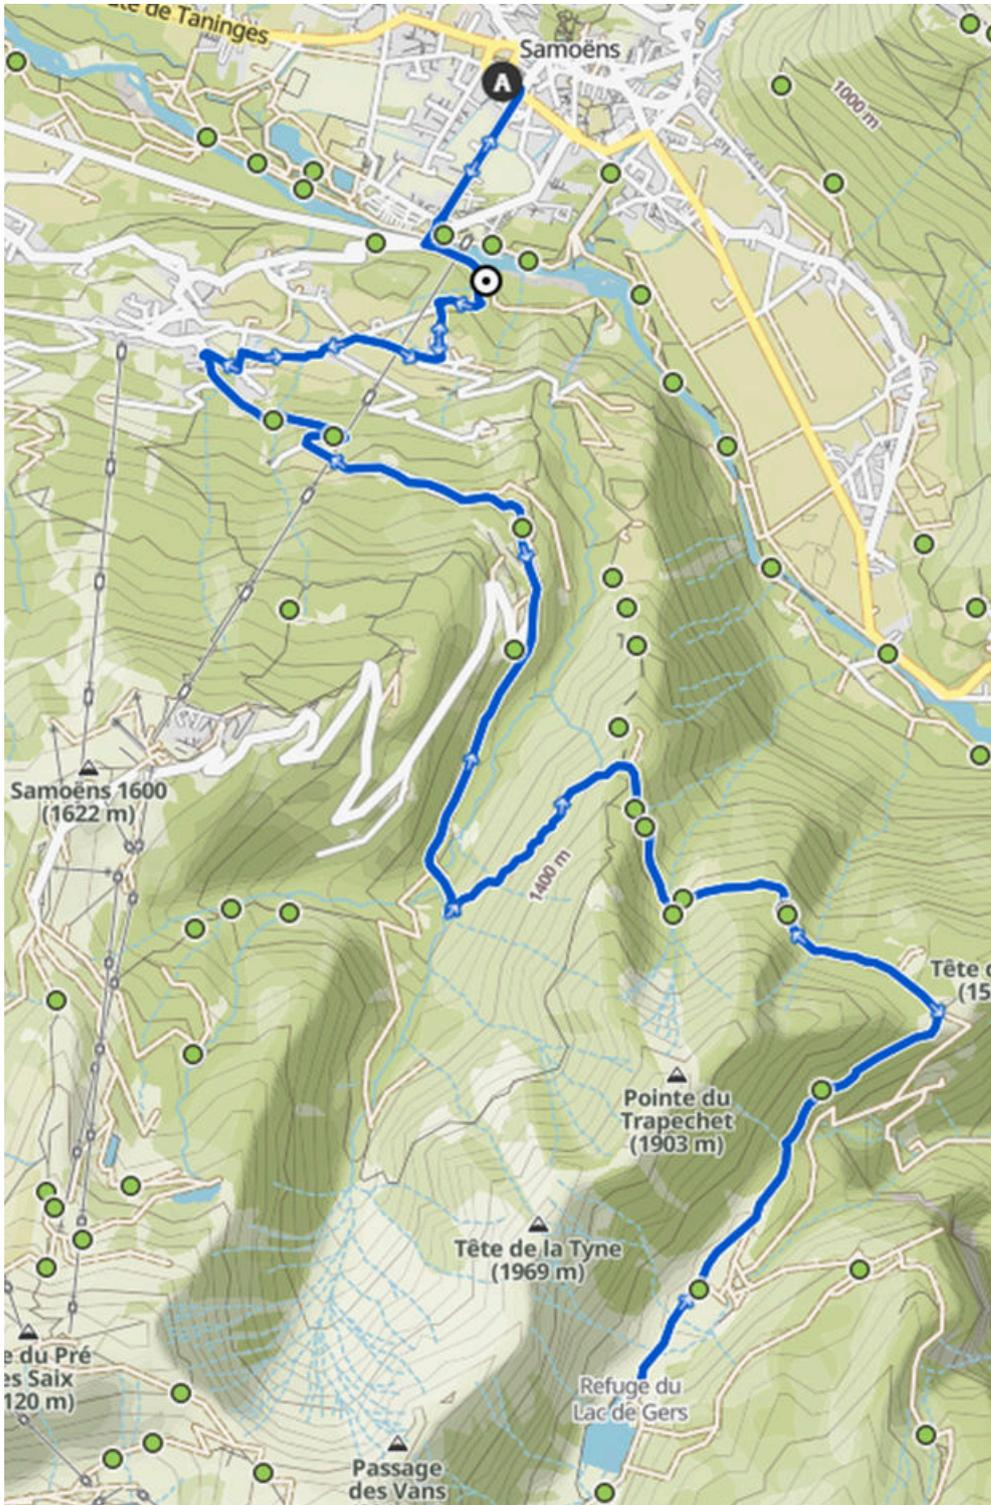 te de Taninges
Samoëns
A
1000 m
Samoëns 1600
(1622 m)
1400 m
Tête
(15
Pointe du
Trapechet
(1903 m)
Tête de la Tyne
(1969 m)
e du Pré
es Saix
120 m)
Refuge du
Lac de Gers
Passage
des Vans